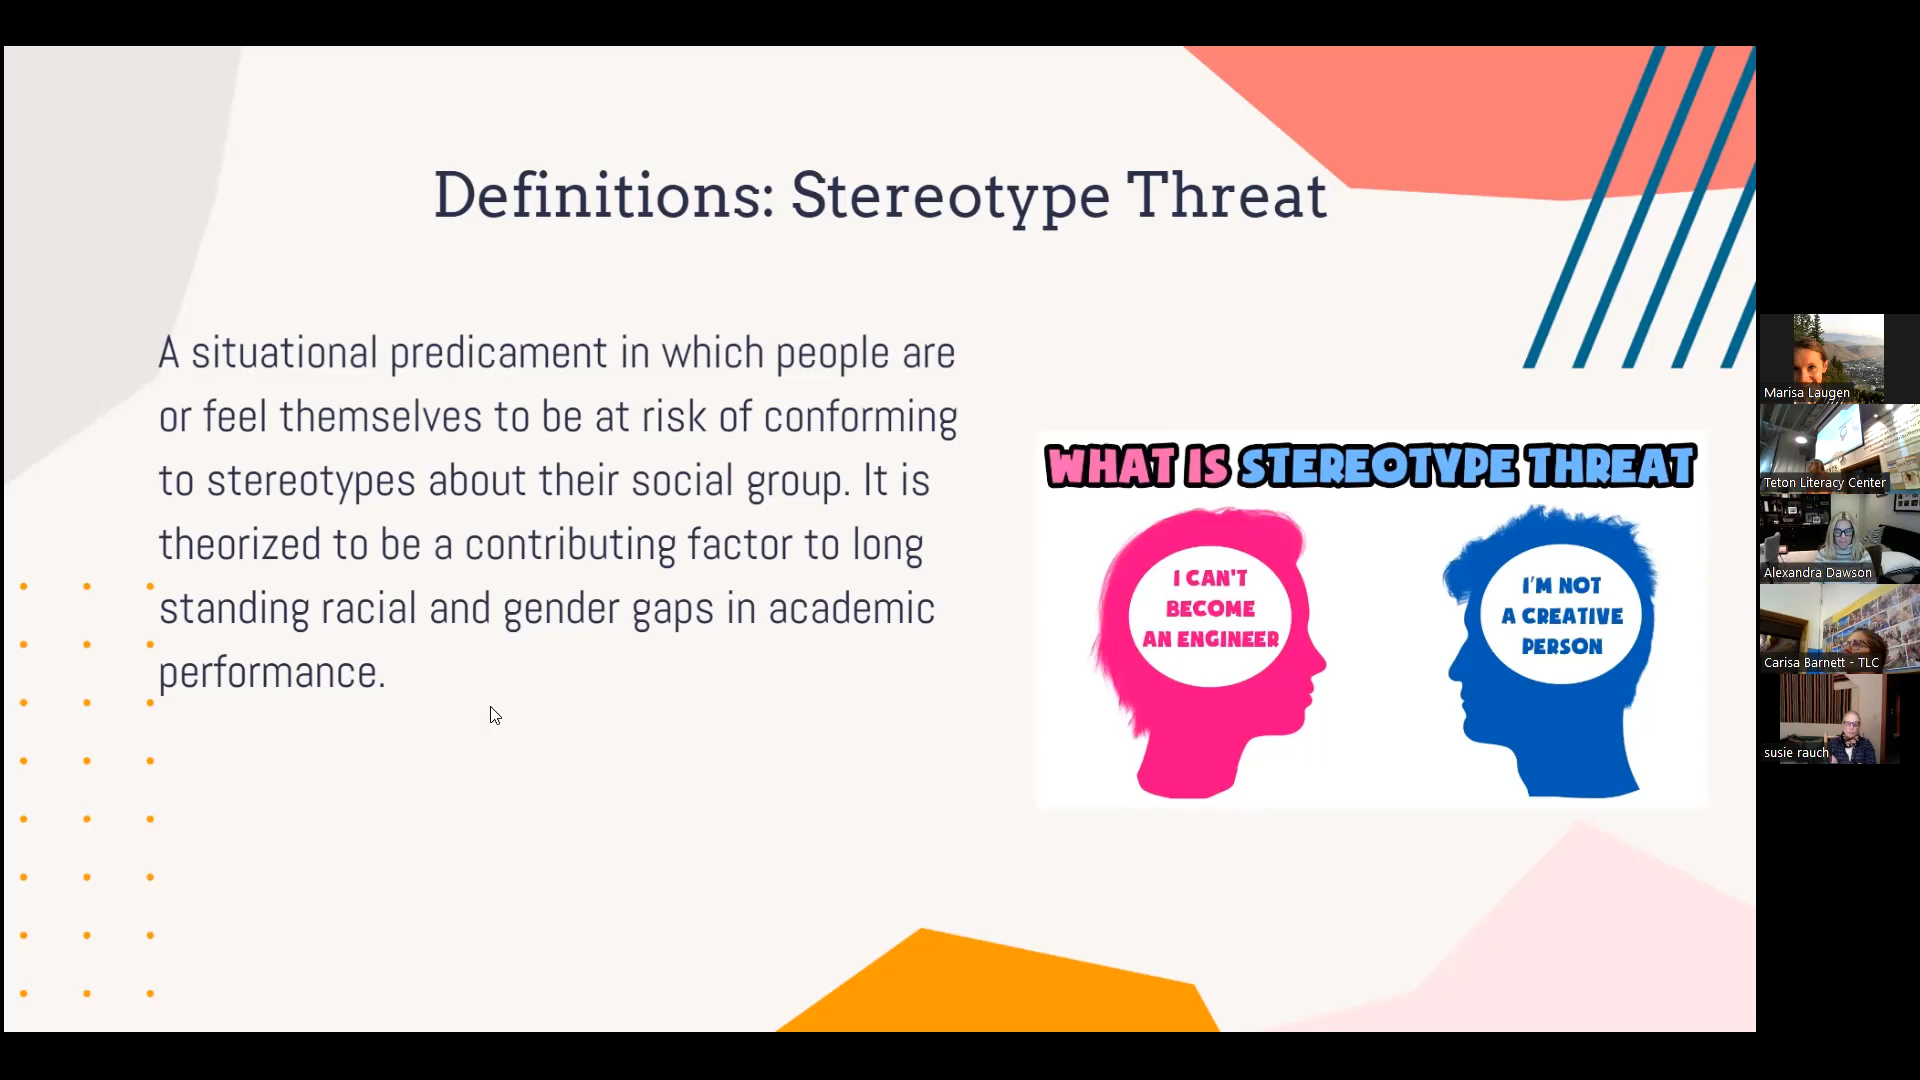 Definitions: Stereotype Threat
A situational predicament in which people are
or feel themselves to be at risk of conforming
to stereotypes about their social group. It is
theorized to be a contributing factor to long
standing racial and gender gaps in academic
performance.
WHAT IS STEREOTYPE THREAT
I CAN'T
BECOME
AN ENGINEER
I'M NOT
A CREATIVE
PERSON
Marisa Laugen
Teton Literacy Center
Alexandra Dawson
Carisa Barnett - TLC
susie rauch